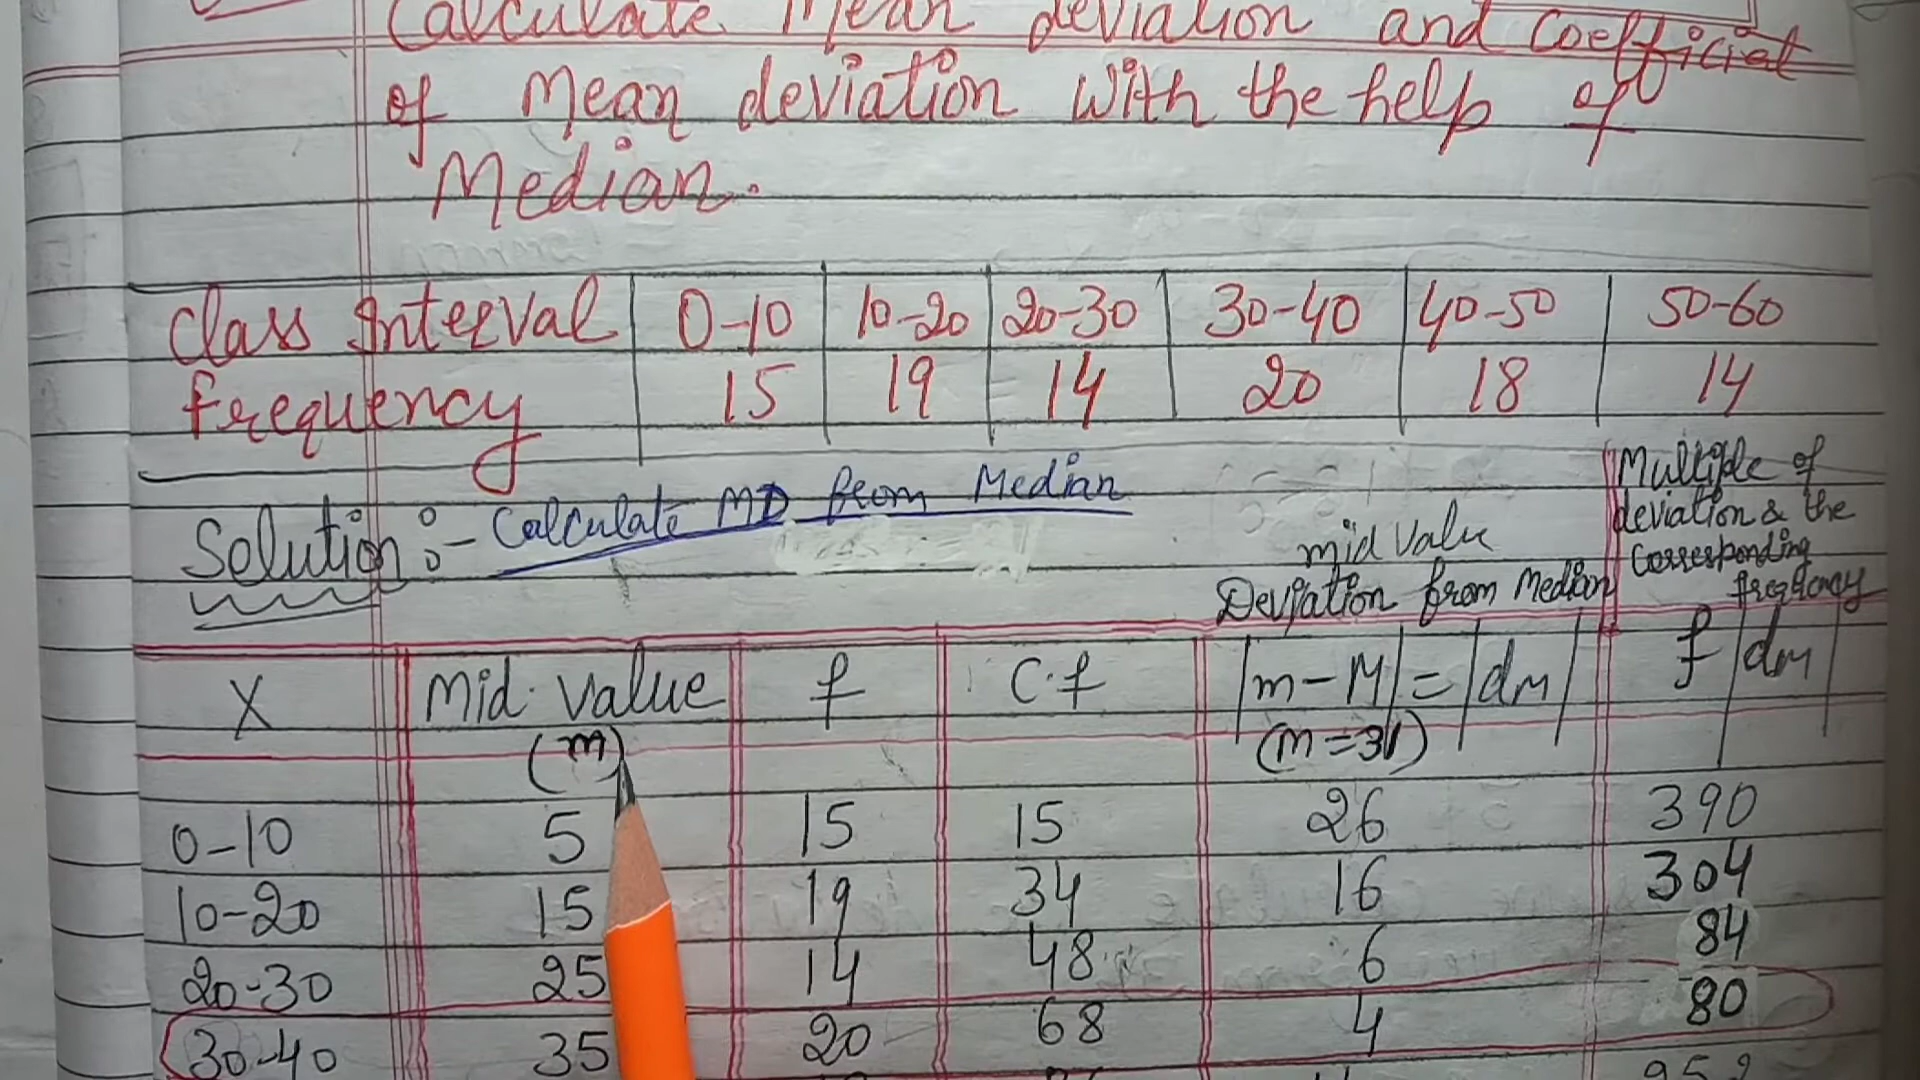 Calculate Mean deviation and Coefficient
of Mean deviation with the help of
Median.
Class Interval 0-10 10-20 20-30 30-40 40-50 50-60
frequency 15 19 14 20 18 14
Solution :- Calculate MD from Median
mid value
Deviation from Median
Multiple of
deviation & the
Corresponding
frequency
X Mid value f C.f |m-M|=|dM| f|dM|
(m) (M=31)
0-10 5 15 15 26 390
10-20 15 19 34 16 304
20-30 25 14 48 6 84
30-40 35 20 68 4 80